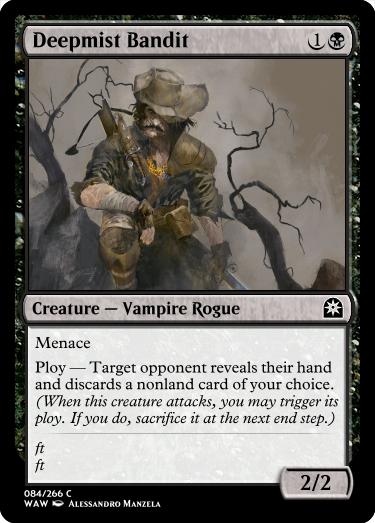 Deepmist Bandit 1
Creature — Vampire Rogue
Menace
Ploy — Target opponent reveals their hand
and discards a nonland card of your choice.
(When this creature attacks, you may trigger its
ploy. If you do, sacrifice it at the next end step.)
ft
ft
2/2
084/266 C
WAW Alessandro Manzela